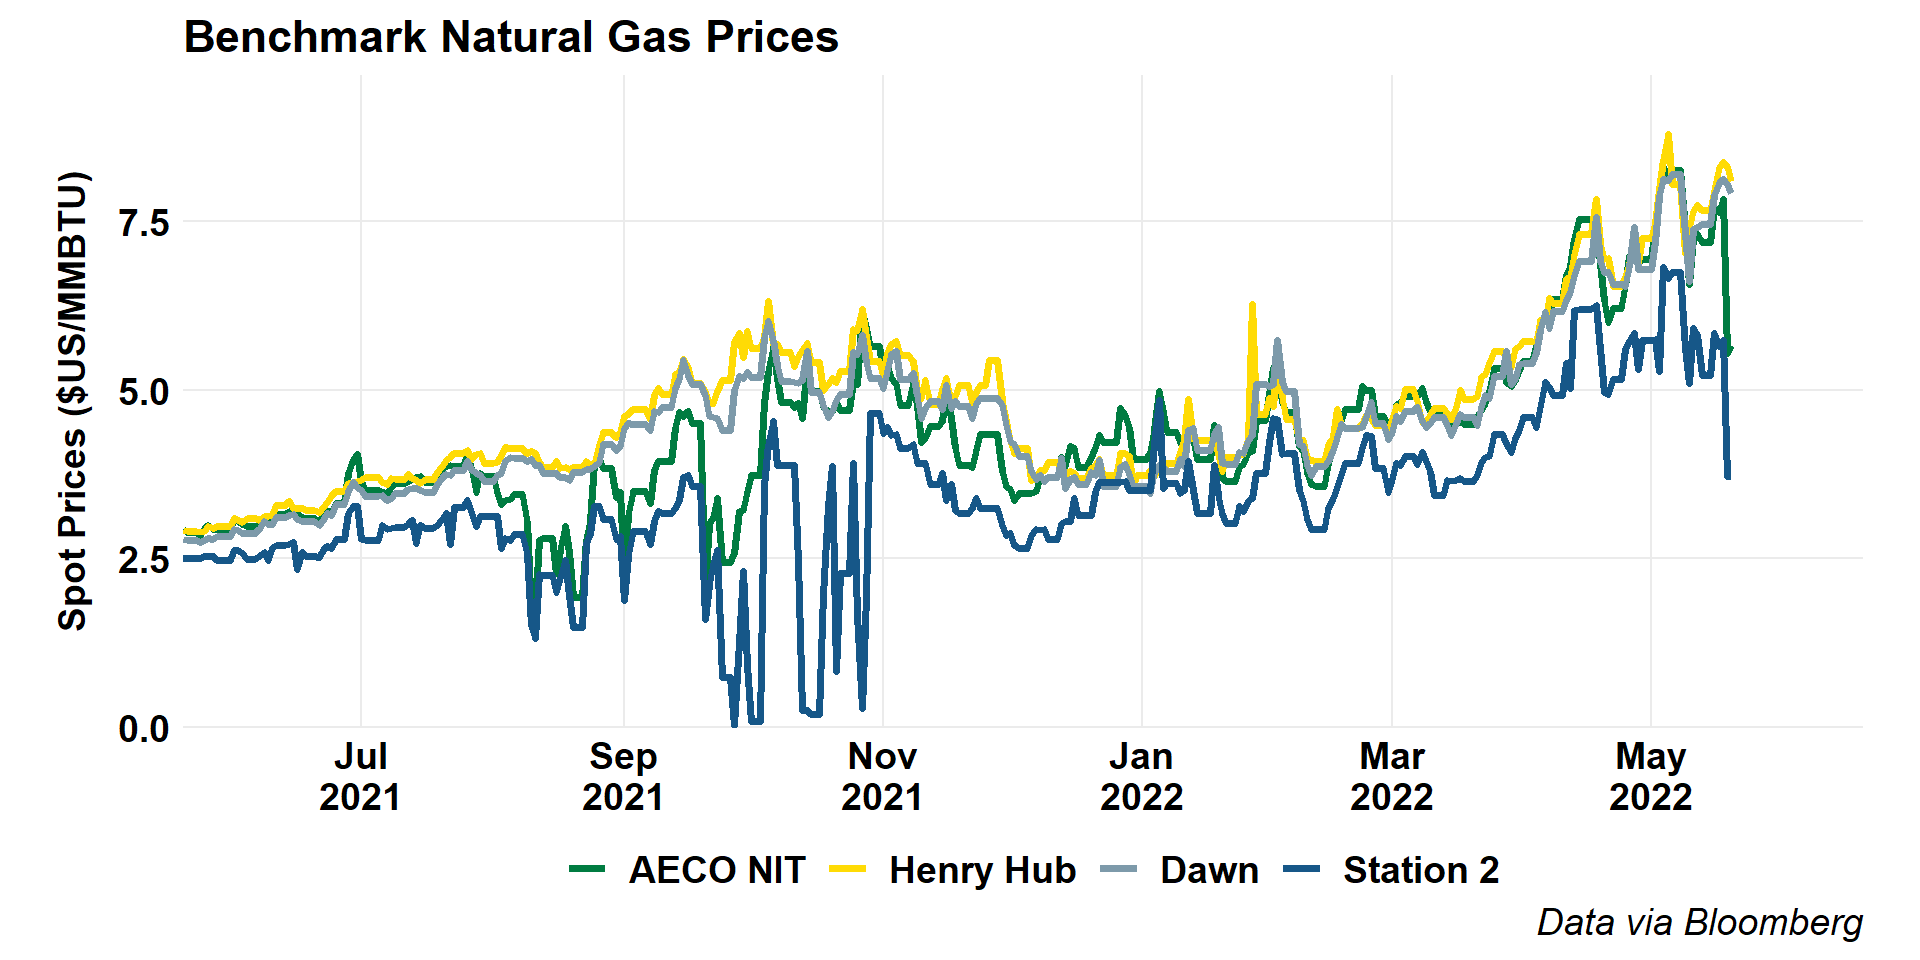 Benchmark Natural Gas Prices
Spot Prices ($US/MMBTU)
7.5
5.0
2.5
0.0
Jul
2021
Sep
2021
Nov
2021
Jan
2022
Mar
2022
May
2022
AECO NIT Henry Hub Dawn Station 2
Data via Bloomberg